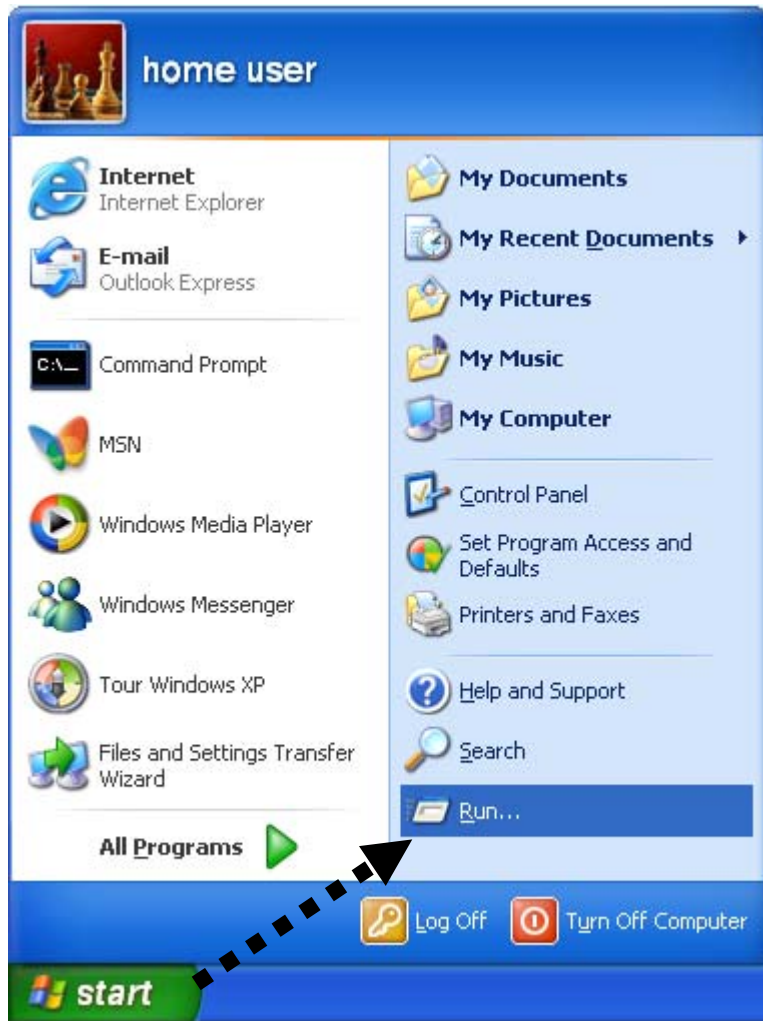 home user
Internet
Internet Explorer
E-mail
Outlook Express
C:\_
Command Prompt
MSN
Windows Media Player
Windows Messenger
Tour Windows XP
Files and Settings Transfer
Wizard
All Programs
My Documents
My Recent Documents
My Pictures
My Music
My Computer
Control Panel
Set Program Access and
Defaults
Printers and Faxes
Help and Support
Search
Run...
Log Off
Turn Off Computer
start